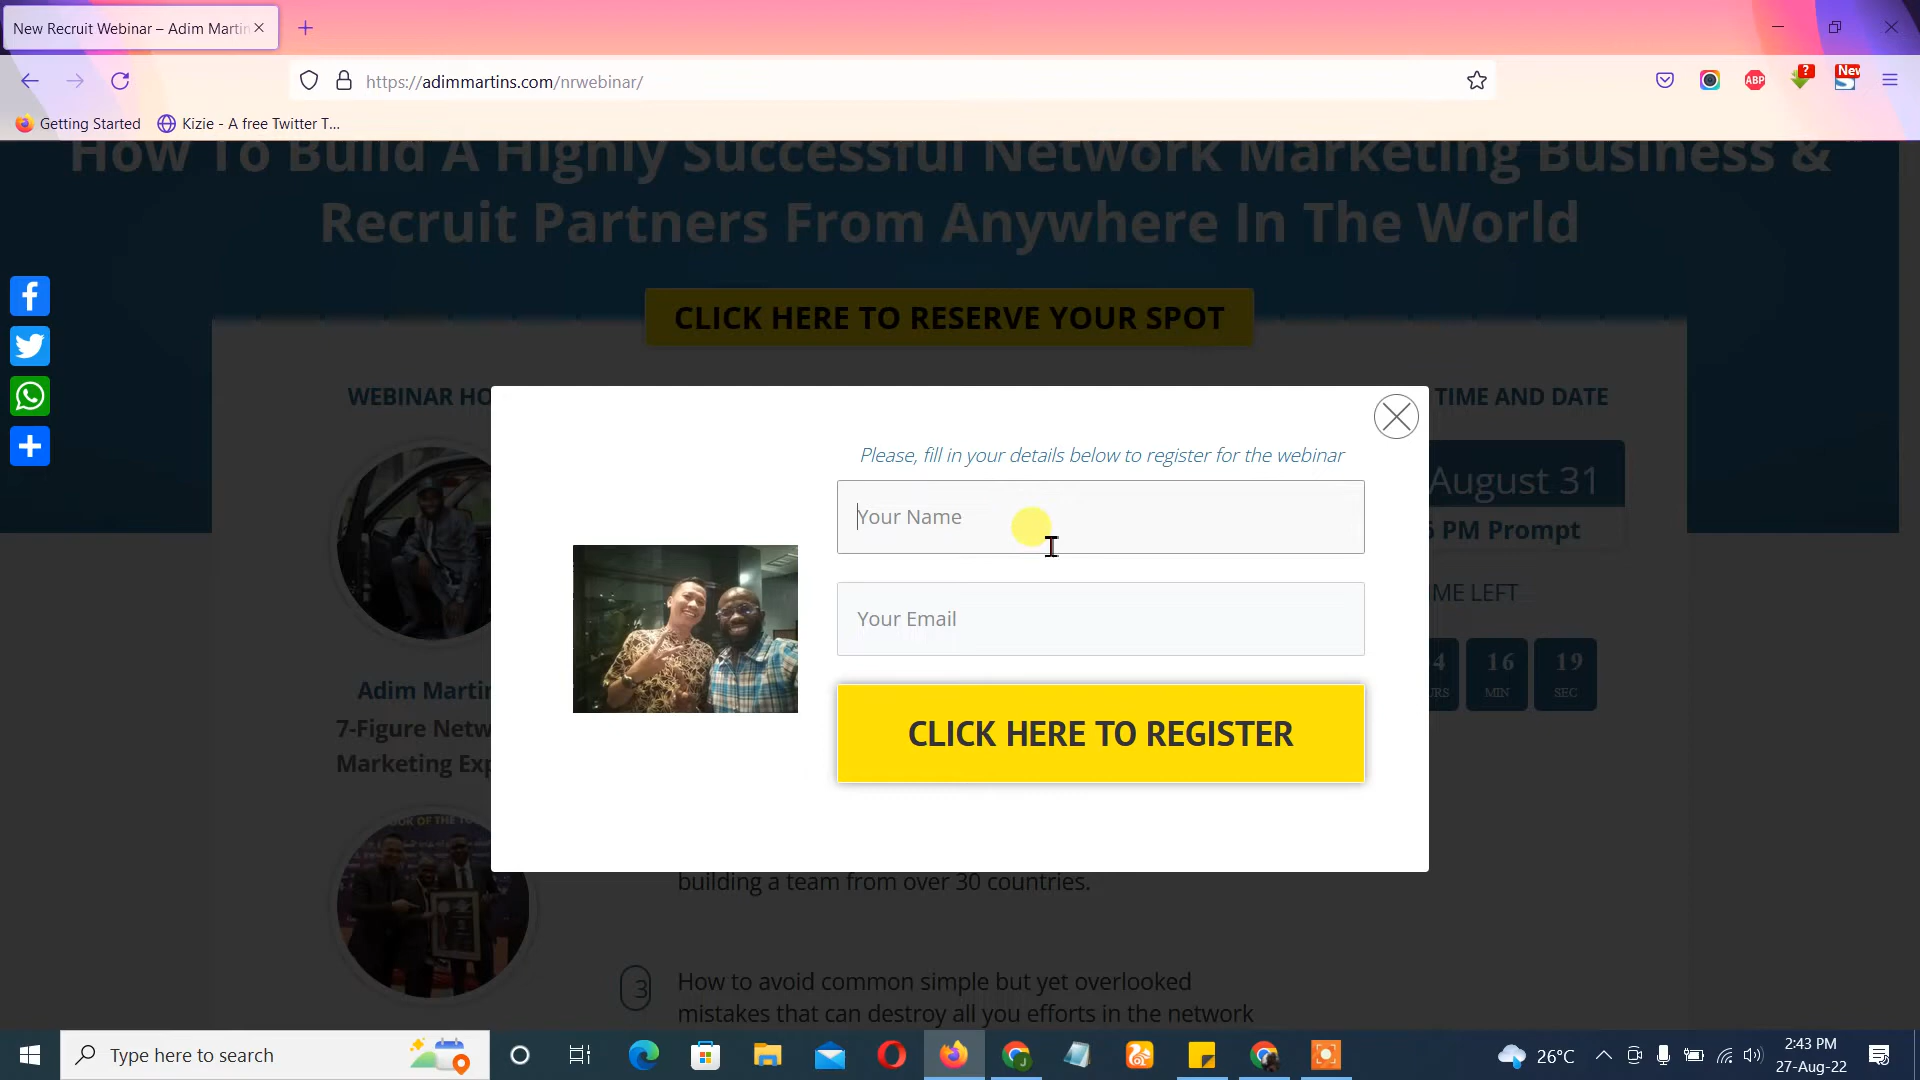 New Recruit Webinar – Adim Martin
https://adimmartins.com/nrwebinar/
ABP
?
New
Getting Started
Kizie - A free Twitter T...
How To Build A Highly Successful Network Marketing Business &
Recruit Partners From Anywhere In The World
CLICK HERE TO RESERVE YOUR SPOT
WEBINAR HO
TIME AND DATE
August 31
PM Prompt
ME LEFT
4
16
19
URS
MIN
SEC
Adim Martin
7-Figure Netw
Marketing Exp
Please, fill in your details below to register for the webinar
Your Name
Your Email
CLICK HERE TO REGISTER
building a team from over 30 countries.
3
How to avoid common simple but yet overlooked
mistakes that can destroy all you efforts in the network
Type here to search
26°C
2:43 PM
27-Aug-22